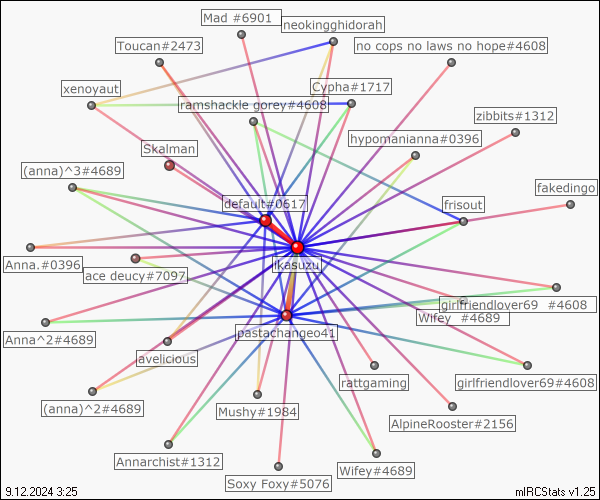 Mad #6901
neokingghidorah
Toucan#2473
no cops no laws no hope#4608
xenoyaut
Cypha#1717
ramshackle gorey#4608
zibbits#1312
hypomanianna#0396
Skalman
(anna)^3#4689
fakedingo
default#0617
frisout
ikasuzu
Anna.#0396
ace deucy#7097
girlfriendlover69 #4608
Wifey #4689
pastachangeo41
Anna^2#4689
avelicious
rattgaming
girlfriendlover69#4608
(anna)^2#4689
Mushy#1984
AlpineRooster#2156
Annarchist#1312
Wifey#4689
Soxy Foxy#5076
9.12.2024 3:25
mIRCStats v1.25